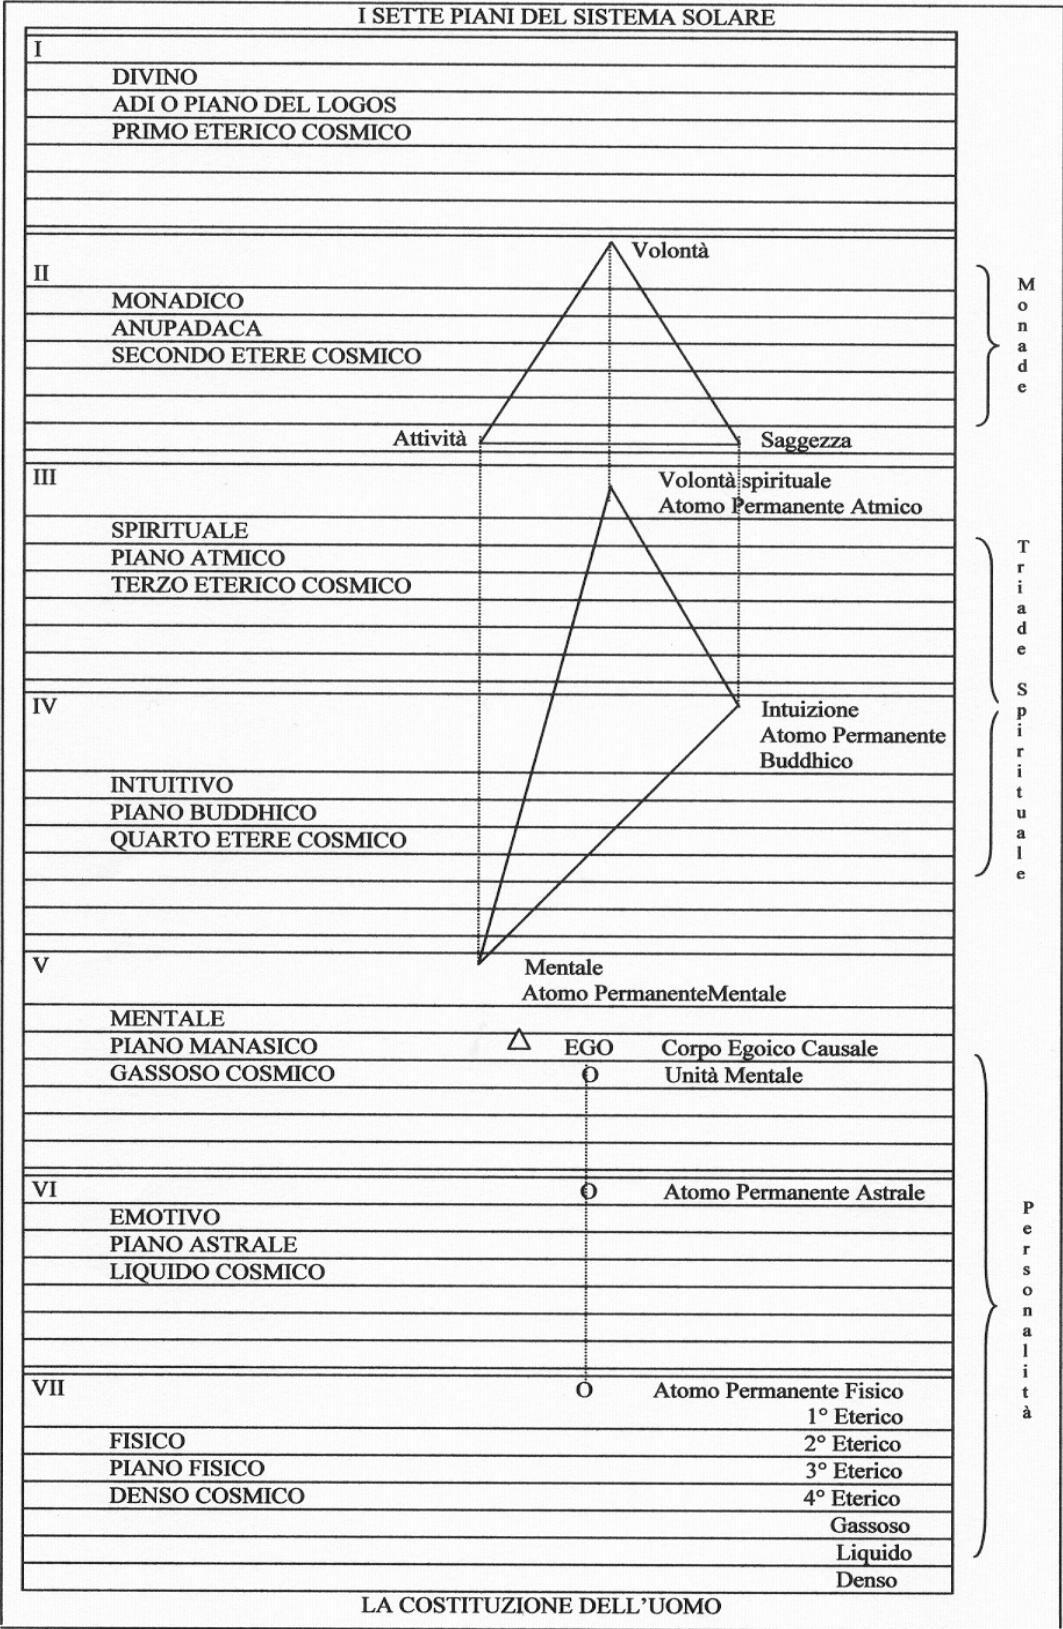 I SETTE PIANI DEL SISTEMA SOLARE
I
DIVINO
ADI O PIANO DEL LOGOS
PRIMO ETERICO COSMICO
Volontà
II
MONADICO
ANUPADACA
SECONDO ETERE COSMICO
Attività
Saggezza
Monade
III
Volontà spirituale
Atomo Permanente Atmico
SPIRITUALE
PIANO ATMICO
TERZO ETERICO COSMICO
Triade Spirituale
IV
Intuizione
Atomo Permanente
Buddhico
INTUITIVO
PIANO BUDDHICO
QUARTO ETERE COSMICO
V
Mentale
Atomo PermanenteMentale
MENTALE
PIANO MANASICO
EGO
Corpo Egoico Causale
GASSOSO COSMICO
O
Unità Mentale
VI
O
Atomo Permanente Astrale
EMOTIVO
PIANO ASTRALE
LIQUIDO COSMICO
Personalità
VII
O
Atomo Permanente Fisico
1° Eterico
FISICO
2° Eterico
PIANO FISICO
3° Eterico
DENSO COSMICO
4° Eterico
Gassoso
Liquido
Denso
LA COSTITUZIONE DELL'UOMO